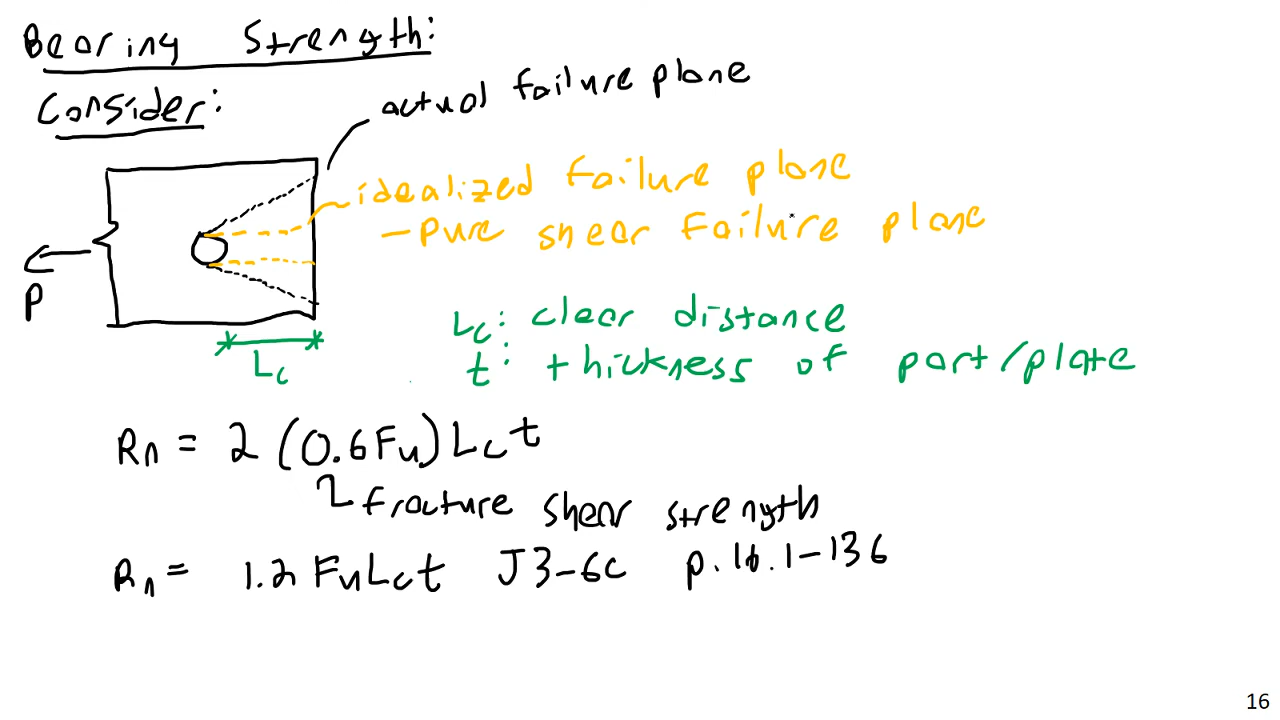 Bearing Strength:
Consider:
actual failure plane
idealized failure plane
- pure shear failure plane
P
Lc
Lc: clear distance
t: thickness of part/plate
Rn = 2 (0.6Fu) Lc t
fracture shear strength
Rn = 1.2 Fu Lc t J3-6c p.16.1-136
16